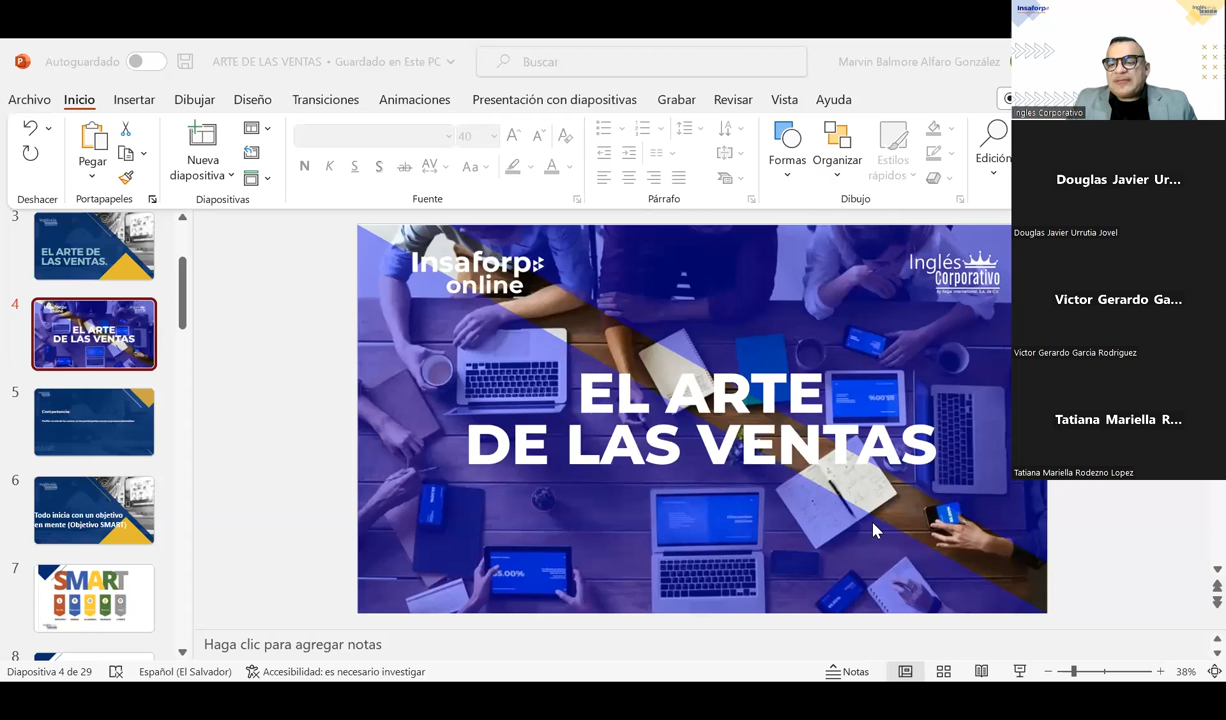 Autoguardado
ARTE DE LAS VENTAS • Guardado en Este PC
Buscar
Marvin Balmore Alfaro González
Archivo Inicio Insertar Dibujar Diseño Transiciones Animaciones Presentación con diapositivas Grabar Revisar Vista Ayuda
Pegar
Nueva
diapositiva
40
N K S S ab AV Aa A
Formas
Organizar
Estilos
rápidos
Edición
Deshacer Portapapeles Diapositivas Fuente Párrafo Dibujo
3
EL ARTE DE
LAS VENTAS.
4
EL ARTE
DE LAS VENTAS
5
Competencia:
6
Todo inicia con un objetivo
en mente (Objetivo SMART)
7
SMART
8
Insaforp
online
Inglés
Corporativo
EL ARTE
DE LAS VENTAS
Haga clic para agregar notas
Diapositiva 4 de 29
Español (El Salvador)
Accesibilidad: es necesario investigar
Notas
38%
Insaforp
Ingles Corporativo
Douglas Javier Ur...
Douglas Javier Urrutia Jovel
Victor Gerardo Ga...
Victor Gerardo Garcia Rodriguez
Tatiana Mariella R...
Tatiana Mariella Rodezno Lopez